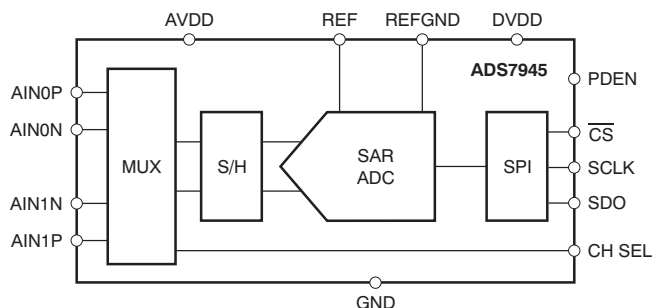 AVDD
REF
REFGND
DVDD
ADS7945
PDEN
AIN0P
AIN0N
AIN1N
AIN1P
MUX
S/H
SAR
ADC
SPI
CS
SCLK
SDO
CH SEL
GND